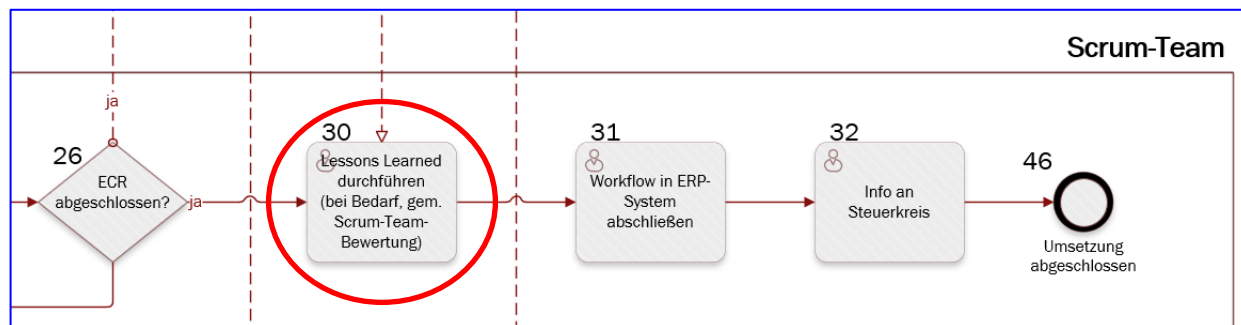 Scrum-Team
ja
26
ECR
abgeschlossen?
ja
30
Lessons Learned
durchführen
(bei Bedarf, gem.
Scrum-Team-
Bewertung)
31
Workflow in ERP-
System
abschließen
32
Info an
Steuerkreis
46
Umsetzung
abgeschlossen